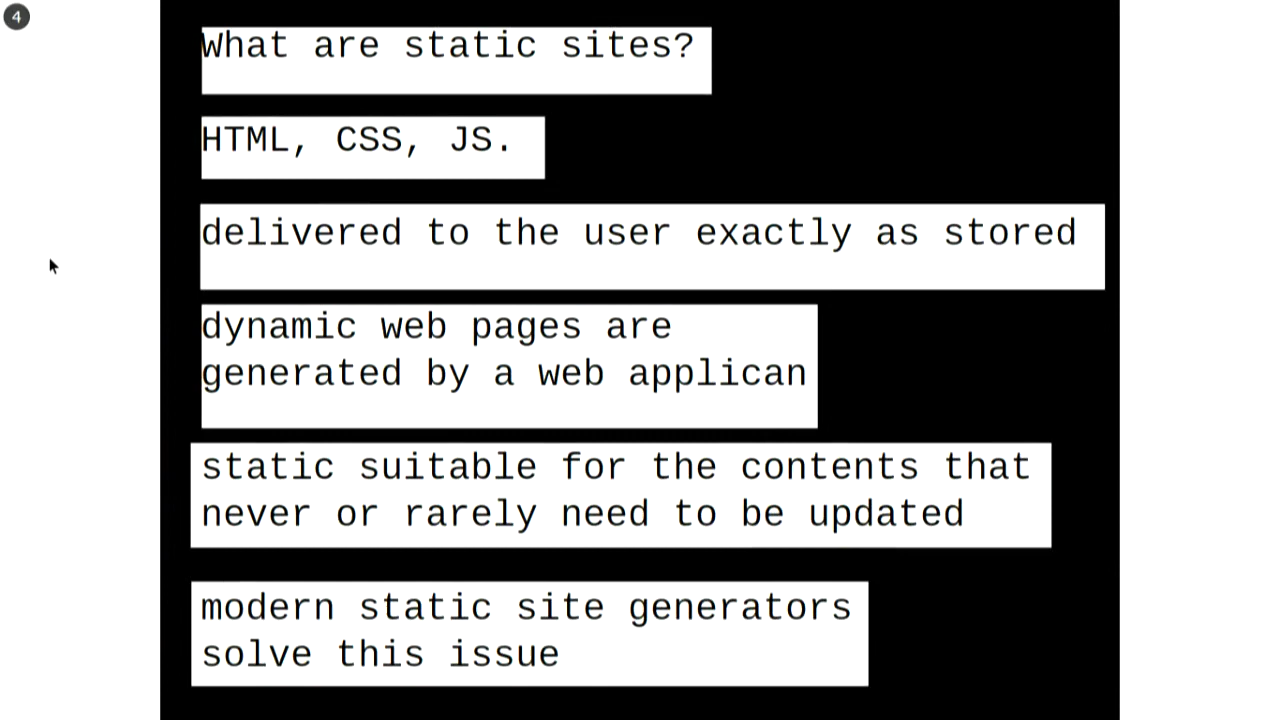 4
What are static sites?
HTML, CSS, JS.
delivered to the user exactly as stored
dynamic web pages are
generated by a web applican
static suitable for the contents that
never or rarely need to be updated
modern static site generators
solve this issue